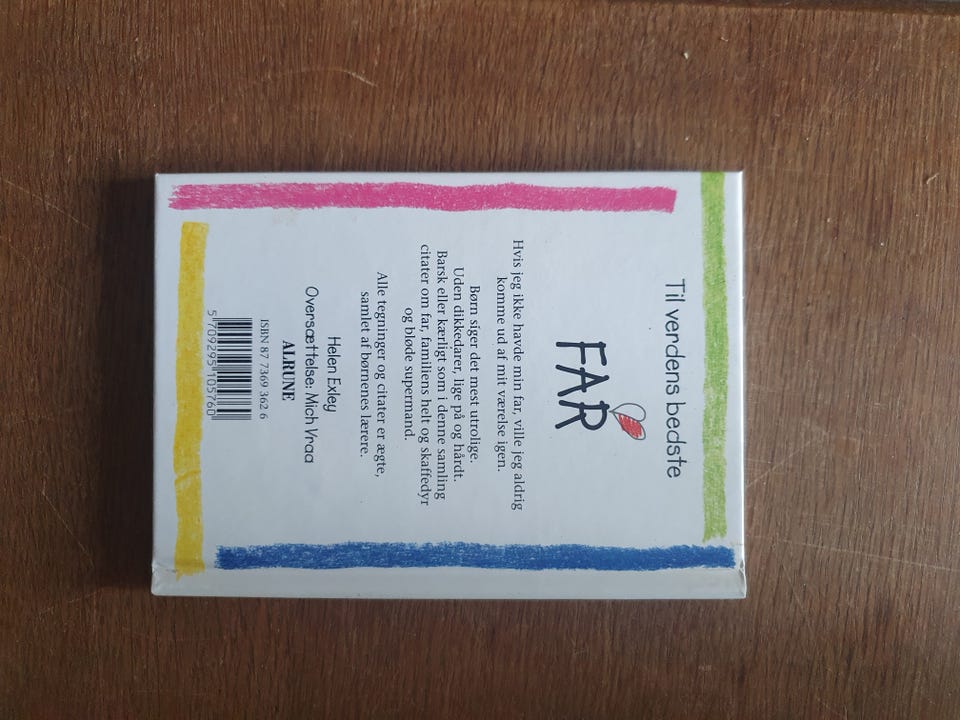 Til verdens bedste
FAR
Hvis jeg ikke havde min far, ville jeg aldrig
komme ud af mit værelse igen.
Børn siger det mest utrolige.
Uden dikkedarer, lige på og hårdt.
Barsk eller kærligt som i denne samling
citater om far, familiens helt og skaffedyr
og bløde supermand.
Alle tegninger og citater er ægte,
samlet af børnenes lærere.
Helen Exley
Oversættelse: Mich Vraa
ALRUNE
ISBN 87 7369 362 6
5 709295 105760